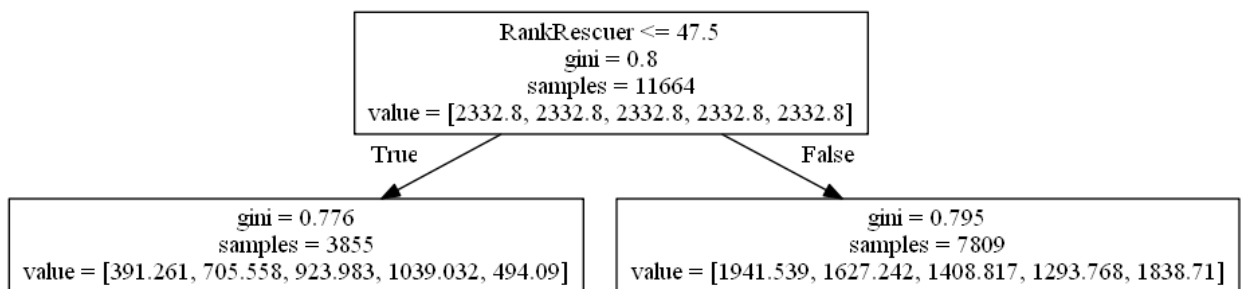 RankRescuer <= 47.5
gini = 0.8
samples = 11664
value = [2332.8, 2332.8, 2332.8, 2332.8, 2332.8]
True
False
gini = 0.776
samples = 3855
value = [391.261, 705.558, 923.983, 1039.032, 494.09]
gini = 0.795
samples = 7809
value = [1941.539, 1627.242, 1408.817, 1293.768, 1838.71]